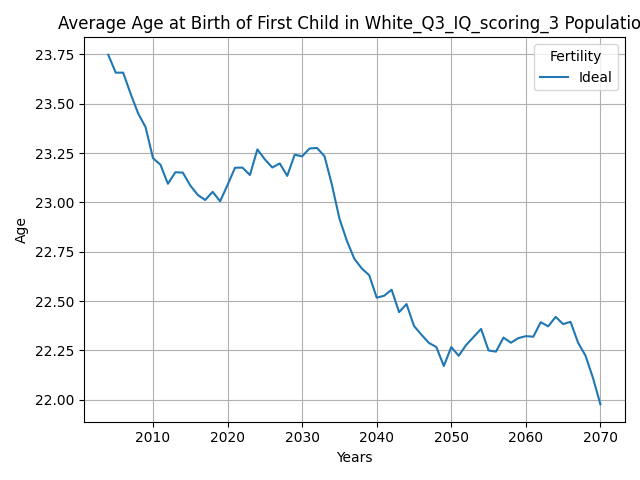 Average Age at Birth of First Child in White_Q3_IQ_scoring_3 Populatio
Fertility
Ideal
23.75
23.50
23.25
23.00
22.75
22.50
22.25
22.00
Age
2010 2020 2030 2040 2050 2060 2070
Years